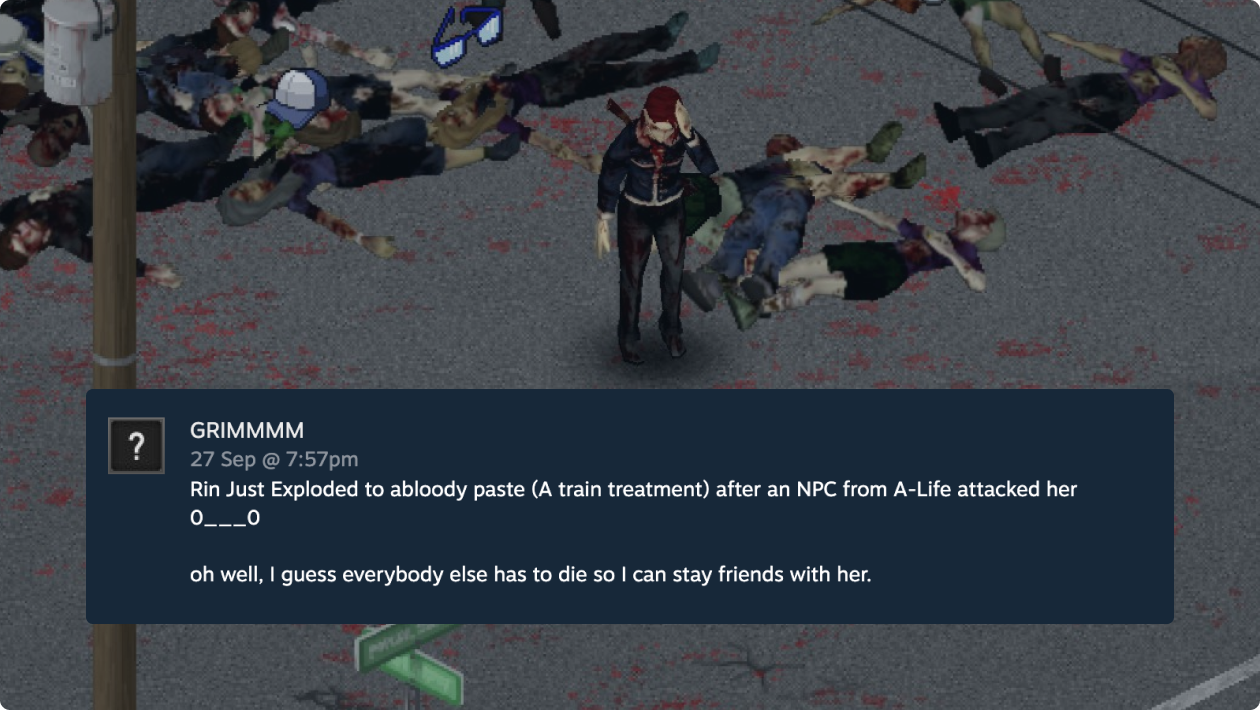 ?
GRIMMMM
27 Sep @ 7:57pm
Rin Just Exploded to abloody paste (A train treatment) after an NPC from A-Life attacked her
O___O
oh well, I guess everybody else has to die so I can stay friends with her.